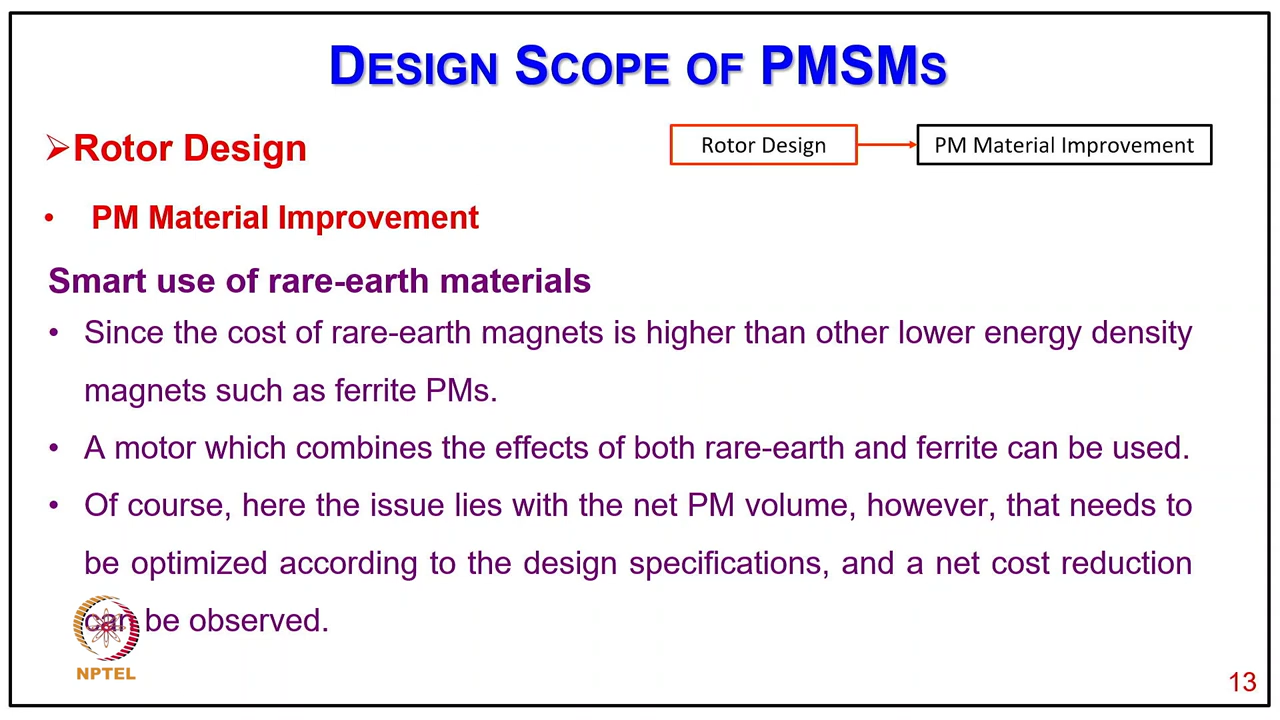 DESIGN SCOPE OF PMSMS
➢Rotor Design
Rotor Design
PM Material Improvement
• PM Material Improvement
Smart use of rare-earth materials
• Since the cost of rare-earth magnets is higher than other lower energy density
magnets such as ferrite PMs.
• A motor which combines the effects of both rare-earth and ferrite can be used.
• Of course, here the issue lies with the net PM volume, however, that needs to
be optimized according to the design specifications, and a net cost reduction
can be observed.
NPTEL
13